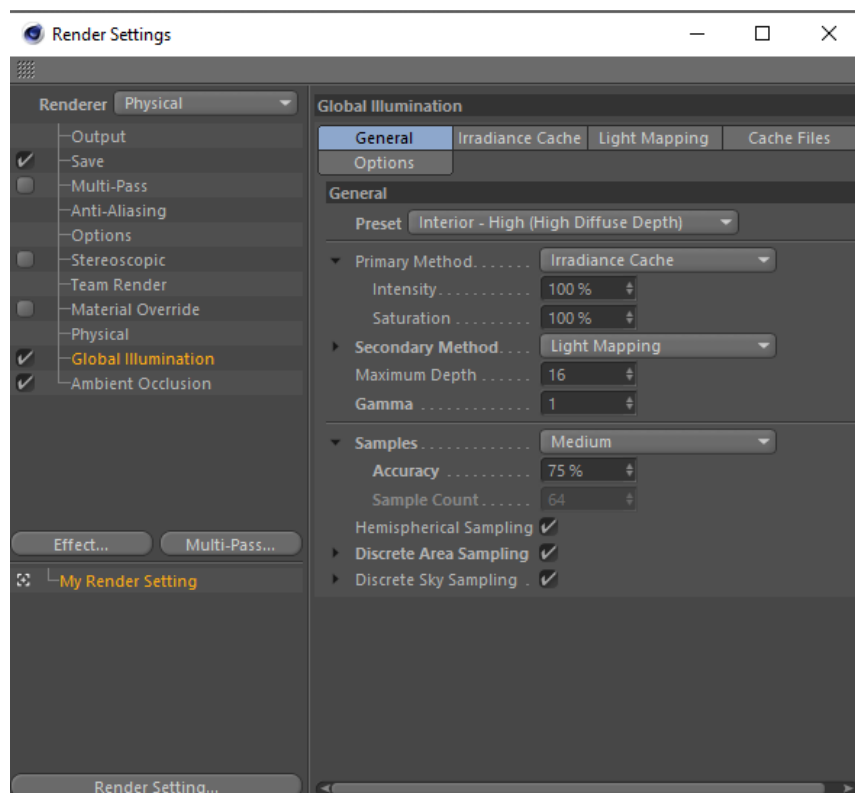 Render Settings
Renderer Physical
Output
Save
Multi-Pass
Anti-Aliasing
Options
Stereoscopic
Team Render
Material Override
Physical
Global Illumination
Ambient Occlusion
Effect...
Multi-Pass...
My Render Setting
Render Setting...
Global Illumination
General Irradiance Cache Light Mapping Cache Files
Options
General
Preset Interior - High (High Diffuse Depth)
Primary Method....... Irradiance Cache
Intensity.......... 100 %
Saturation ......... 100 %
Secondary Method.... Light Mapping
Maximum Depth ...... 16
Gamma ............. 1
Samples............. Medium
Accuracy .......... 75 %
Sample Count...... 64
Hemispherical Sampling
Discrete Area Sampling
Discrete Sky Sampling .